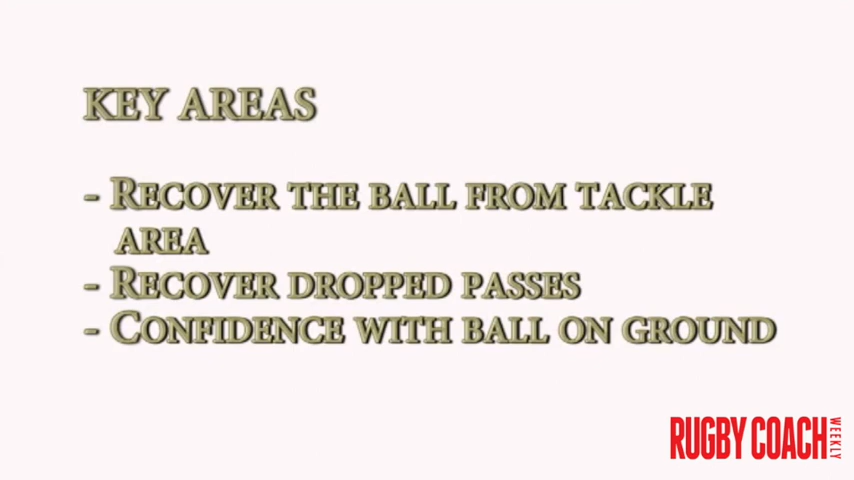 KEY AREAS
- RECOVER THE BALL FROM TACKLE
AREA
- RECOVER DROPPED PASSES
- CONFIDENCE WITH BALL ON GROUND
RUGBY COACH WEEKLY